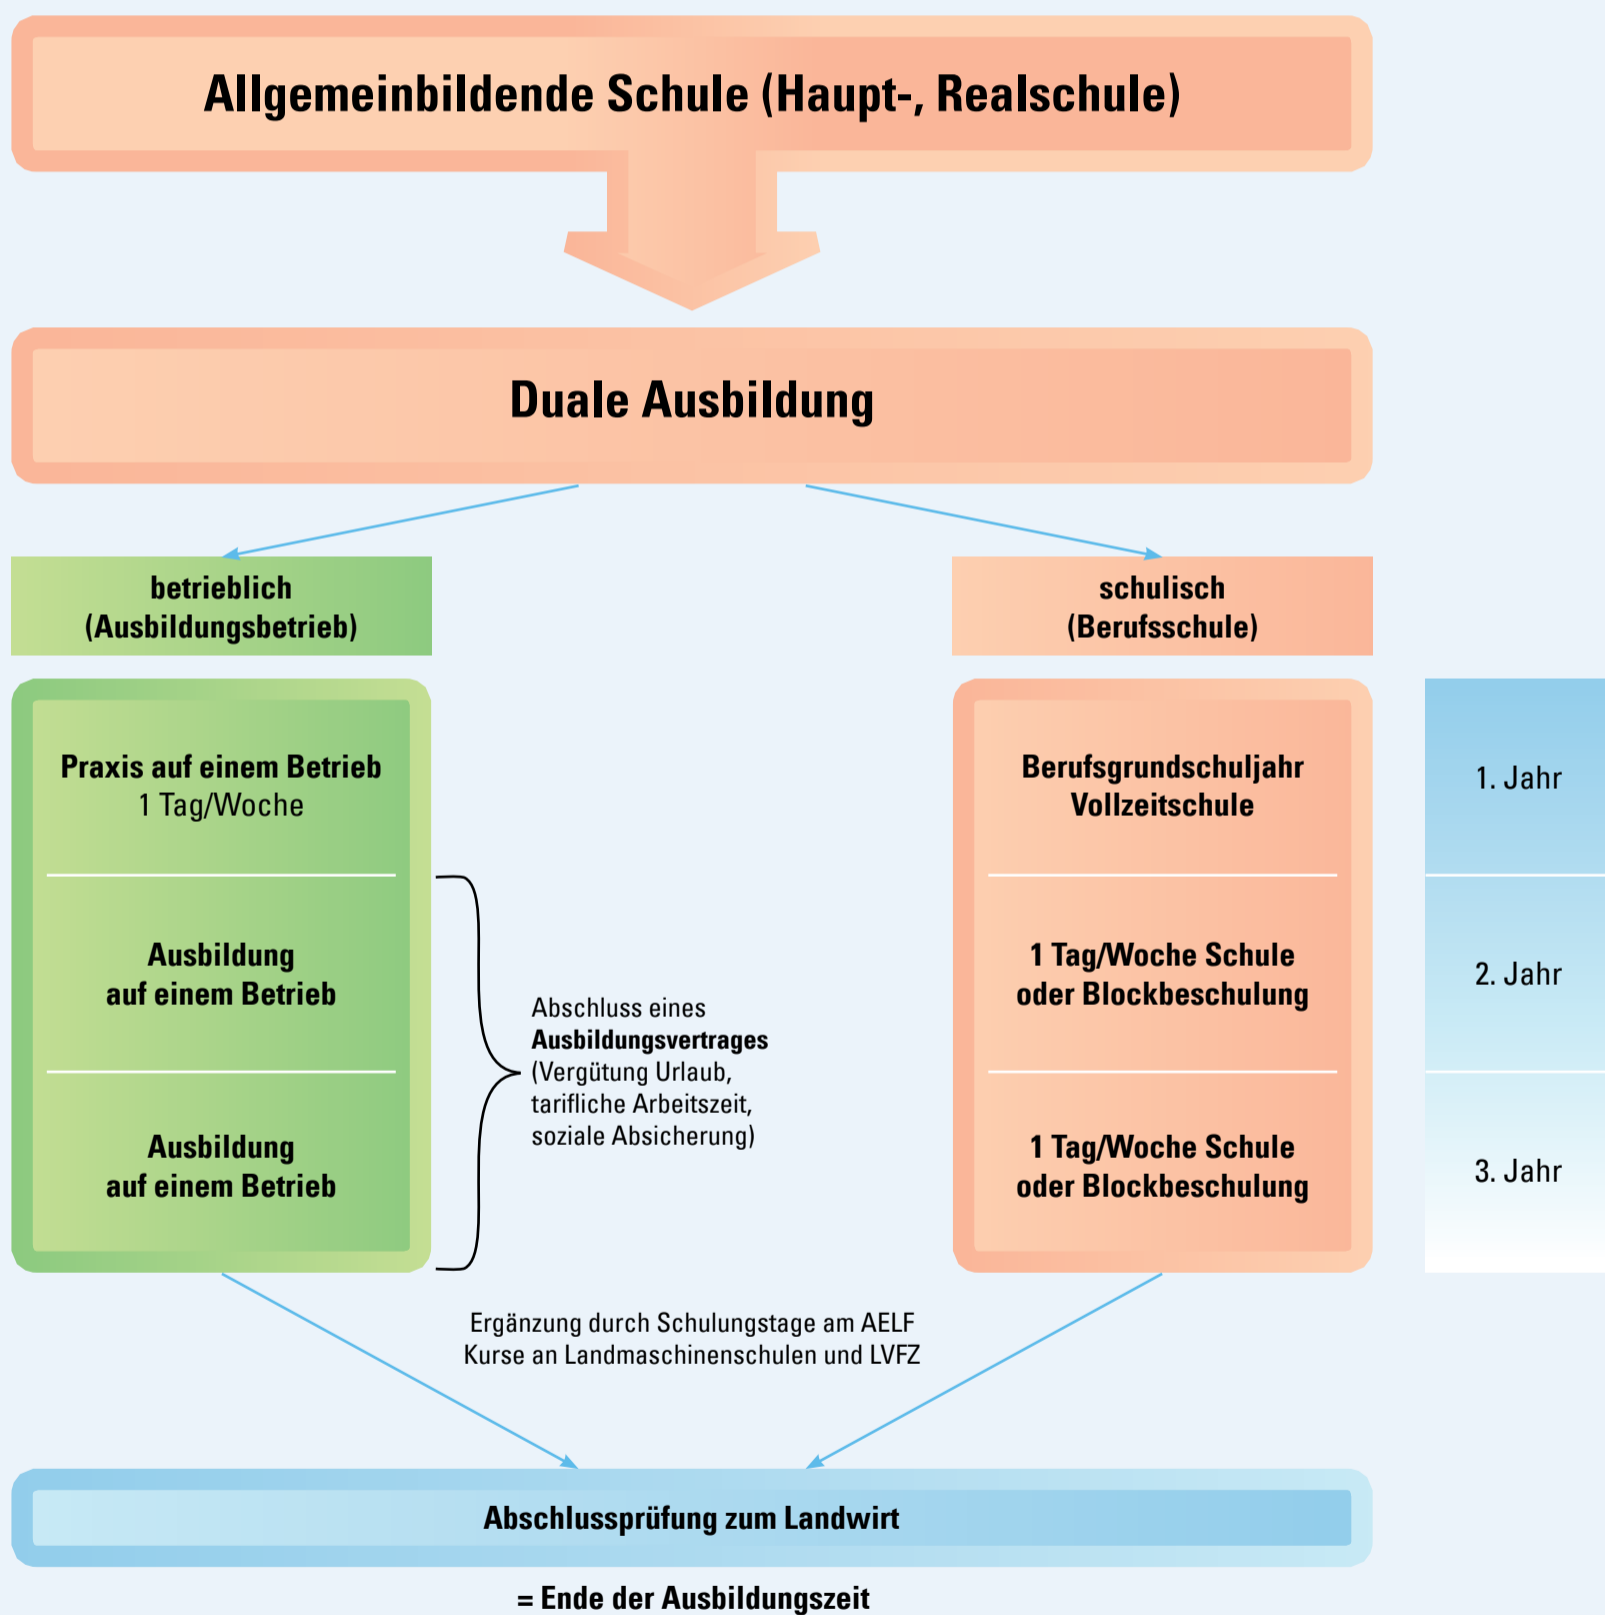 Allgemeinbildende Schule (Haupt-, Realschule)
Duale Ausbildung
betrieblich
(Ausbildungsbetrieb)
schulisch
(Berufsschule)
Praxis auf einem Betrieb
1 Tag/Woche
Berufsgrundschuljahr
Vollzeitschule
1. Jahr
Ausbildung
auf einem Betrieb
1 Tag/Woche Schule
oder Blockbeschulung
2. Jahr
Abschluss eines
Ausbildungsvertrages
(Vergütung Urlaub,
tarifliche Arbeitszeit,
soziale Absicherung)
Ausbildung
auf einem Betrieb
1 Tag/Woche Schule
oder Blockbeschulung
3. Jahr
Ergänzung durch Schulungstage am AELF
Kurse an Landmaschinenschulen und LVFZ
Abschlussprüfung zum Landwirt
= Ende der Ausbildungszeit